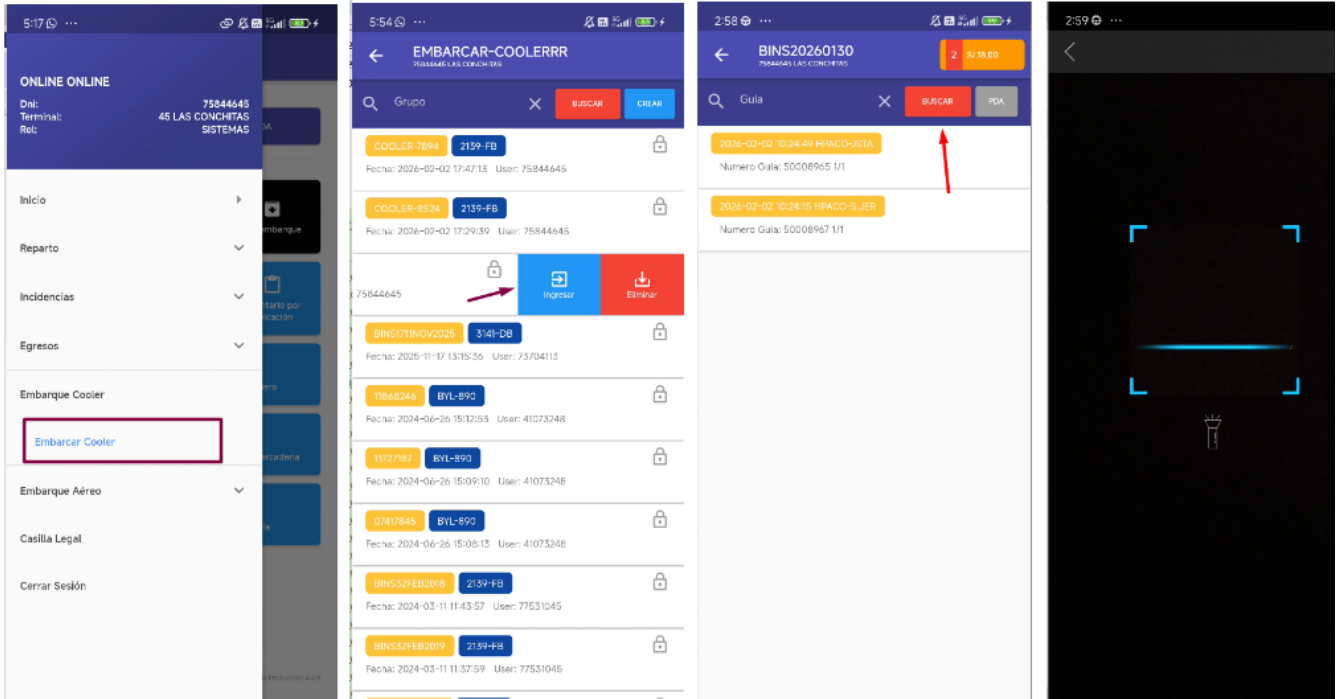 5:17
ONLINE ONLINE
Dni: 75844645
Terminal: 45 LAS CONCHITAS
Rol: SISTEMAS
Inicio
Reparto
Incidencias
Egresos
Embarque Cooler
Embarcar Cooler
Embarque Aéreo
Casilla Legal
Cerrar Sesión
5:54
EMBARCAR-COOLERRR
75844645 LAS CONCHITAS
Grupo
BUSCAR
CREAR
COOLER-7894 2139-FB
Fecha: 2026-02-02 17:47:13 User: 75844645
COOLER-8524 2139-FB
Fecha: 2026-02-02 17:29:39 User: 75844645
75844645
Ingresar
Eliminar
BINS1711NOV2025 3141-DB
Fecha: 2025-11-17 13:15:36 User: 73704113
11868246 BYL-890
Fecha: 2024-06-26 15:12:53 User: 41073248
11727187 BYL-890
Fecha: 2024-06-26 15:09:10 User: 41073248
07417845 BYL-890
Fecha: 2024-06-26 15:08:13 User: 41073248
BINS32FEB2018 2139-FB
Fecha: 2024-03-11 11:43:57 User: 77531045
BINS32FEB2019 2139-FB
Fecha: 2024-03-11 11:37:59 User: 77531045
2:58
BINS20260130
75844645 LAS CONCHITAS
2 S/ 18.00
Guia
BUSCAR
PDA
2026-02-02 10:24:49 HPACO-JSTA
Numero Guia: 50008965 1/1
2026-02-02 10:24:15 HPACO-SJER
Numero Guia: 50008967 1/1
2:59